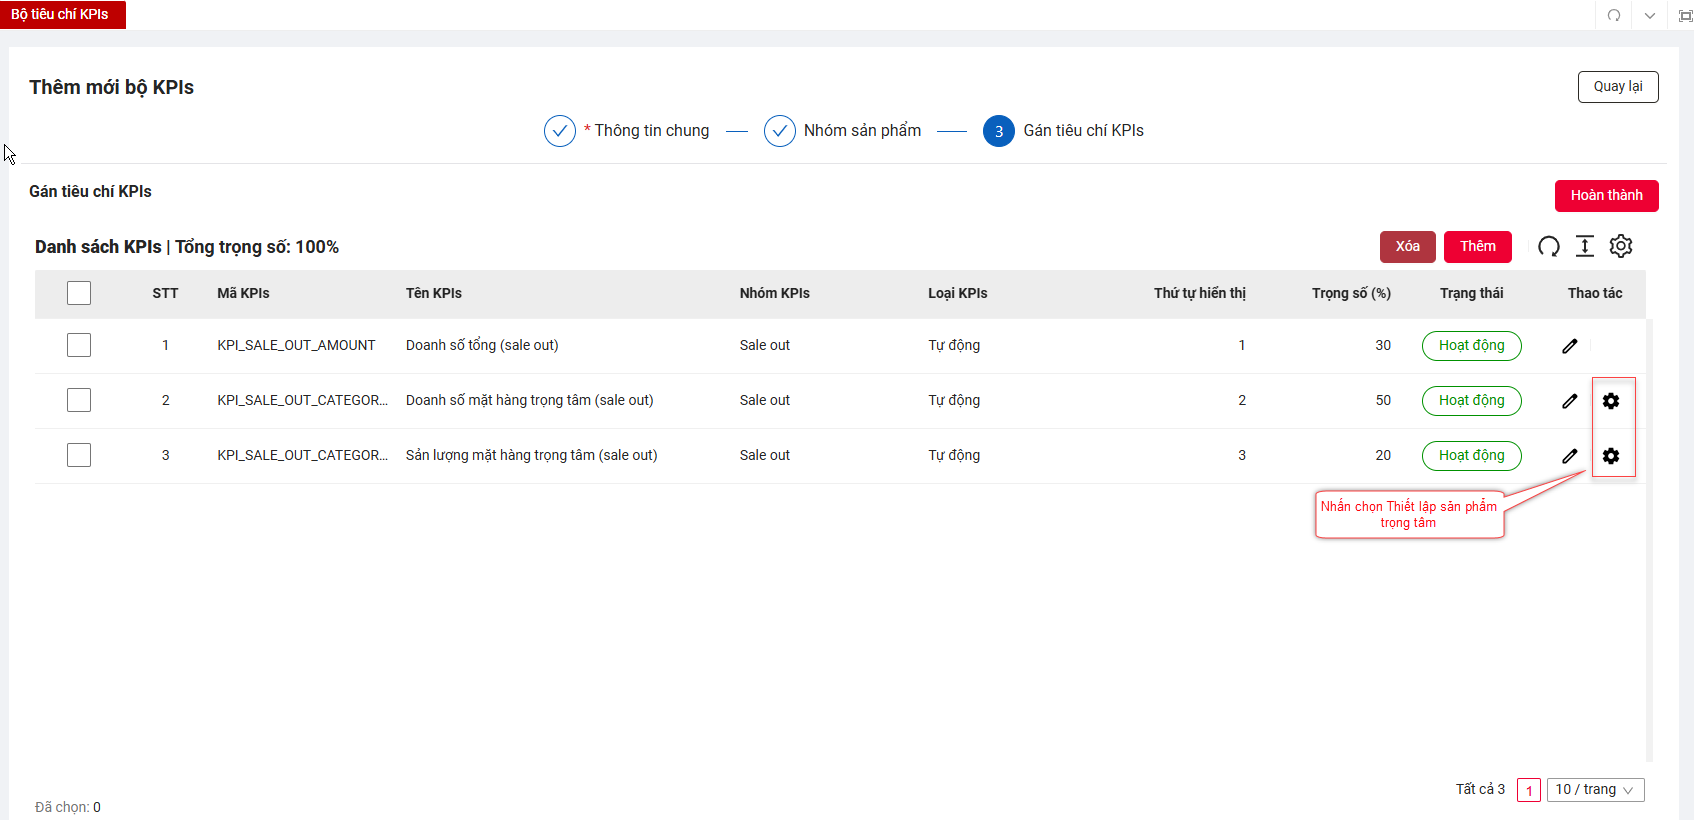 Bộ tiêu chí KPIs
Thêm mới bộ KPIs
Quay lại
* Thông tin chung
Nhóm sản phẩm
3 Gán tiêu chí KPIs
Gán tiêu chí KPIs
Hoàn thành
Danh sách KPIs | Tổng trọng số: 100%
Xóa Thêm
STT Mã KPIs Tên KPIs Nhóm KPIs Loại KPIs Thứ tự hiển thị Trọng số (%) Trạng thái Thao tác
1 KPI_SALE_OUT_AMOUNT Doanh số tổng (sale out) Sale out Tự động 1 30 Hoạt động
2 KPI_SALE_OUT_CATEGOR... Doanh số mặt hàng trọng tâm (sale out) Sale out Tự động 2 50 Hoạt động
3 KPI_SALE_OUT_CATEGOR... Sản lượng mặt hàng trọng tâm (sale out) Sale out Tự động 3 20 Hoạt động
Nhấn chọn Thiết lập sản phẩm
trọng tâm
Tất cả 3 1 10 / trang
Đã chọn: 0